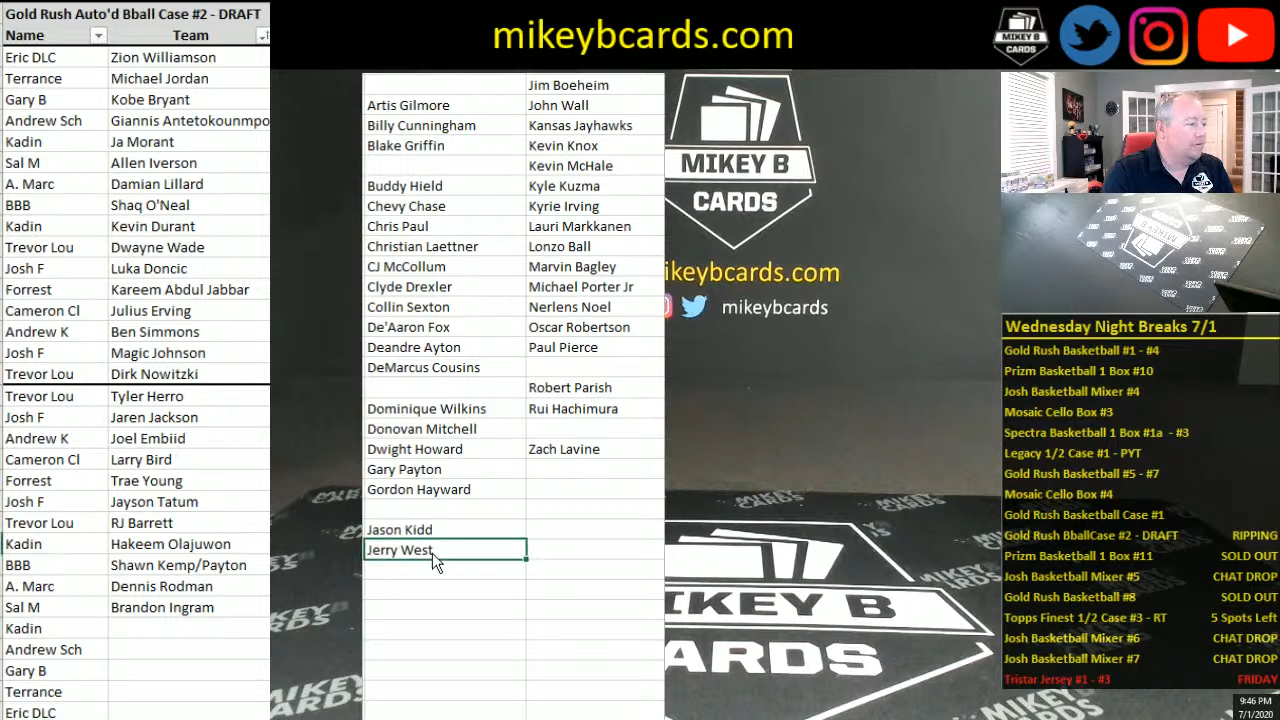 Gold Rush Auto'd Bball Case #2 - DRAFT
Name Team
Eric DLC Zion Williamson
Terrance Michael Jordan
Gary B Kobe Bryant
Andrew Sch Giannis Antetokounmpo
Kadin Ja Morant
Sal M Allen Iverson
A. Marc Damian Lillard
BBB Shaq O'Neal
Kadin Kevin Durant
Trevor Lou Dwayne Wade
Josh F Luka Doncic
Forrest Kareem Abdul Jabbar
Cameron Cl Julius Erving
Andrew K Ben Simmons
Josh F Magic Johnson
Trevor Lou Dirk Nowitzki
Trevor Lou Tyler Herro
Josh F Jaren Jackson
Andrew K Joel Embiid
Cameron Cl Larry Bird
Forrest Trae Young
Josh F Jayson Tatum
Trevor Lou RJ Barrett
Kadin Hakeem Olajuwon
BBB Shawn Kemp/Payton
A. Marc Dennis Rodman
Sal M Brandon Ingram
Kadin
Andrew Sch
Gary B
Terrance
Eric DLC
mikeybcards.com
Jim Boeheim
Artis Gilmore John Wall
Billy Cunningham Kansas Jayhawks
Blake Griffin Kevin Knox
Kevin McHale
Buddy Hield Kyle Kuzma
Chevy Chase Kyrie Irving
Chris Paul Lauri Markkanen
Christian Laettner Lonzo Ball
CJ McCollum Marvin Bagley
Clyde Drexler Michael Porter Jr
Collin Sexton Nerlens Noel
De'Aaron Fox Oscar Robertson
Deandre Ayton Paul Pierce
DeMarcus Cousins
Robert Parish
Dominique Wilkins Rui Hachimura
Donovan Mitchell
Dwight Howard Zach Lavine
Gary Payton
Gordon Hayward
Jason Kidd
Jerry West
MIKEY B
CARDS
ikeybcards.com
mikeybcards
IKEY B
CARDS
MIKEY B
CARDS
Wednesday Night Breaks 7/1
Gold Rush Basketball #1 - #4
Prizm Basketball 1 Box #10
Josh Basketball Mixer #4
Mosaic Cello Box #3
Spectra Basketball 1 Box #1a - #3
Legacy 1/2 Case #1 - PYT
Gold Rush Basketball #5 - #7
Mosaic Cello Box #4
Gold Rush Basketball Case #1
Gold Rush BballCase #2 - DRAFT RIPPING
Prizm Basketball 1 Box #11 SOLD OUT
Josh Basketball Mixer #5 CHAT DROP
Gold Rush Basketball #8 SOLD OUT
Topps Finest 1/2 Case #3 - RT 5 Spots Left
Josh Basketball Mixer #6 CHAT DROP
Josh Basketball Mixer #7 CHAT DROP
Tristar Jersey #1 - #3 FRIDAY
9:46 PM
7/1/2020